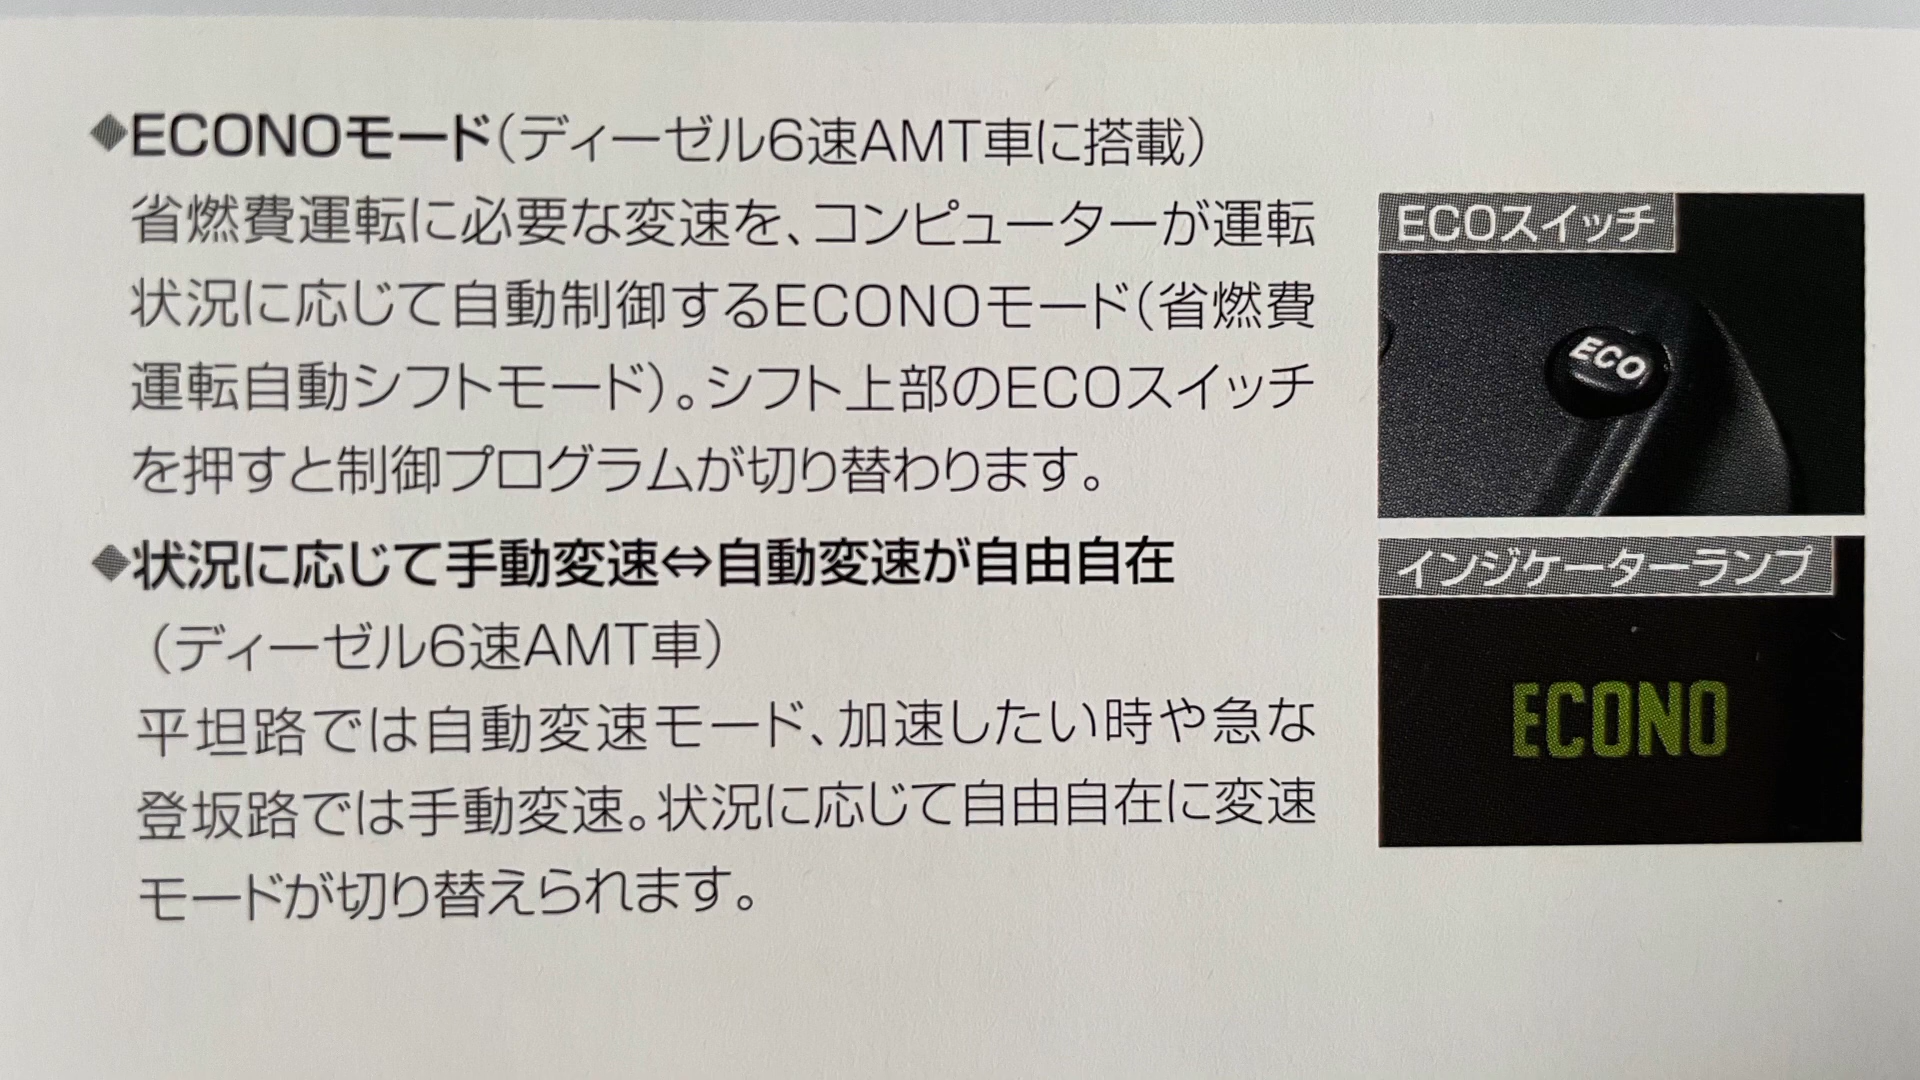 ◆ECONOモード(ディーゼル6速AMT車に搭載)
省燃費運転に必要な変速を、コンピューターが運転
状況に応じて自動制御するECONOモード(省燃費
運転自動シフトモード)。シフト上部のECOスイッチ
を押すと制御プログラムが切り替わります。
◆状況に応じて手動変速⇔自動変速が自由自在
(ディーゼル6速AMT車)
平坦路では自動変速モード、加速したい時や急な
登坂路では手動変速。状況に応じて自由自在に変速
モードが切り替えられます。
ECOスイッチ
ECO
インジケーターランプ
ECONO